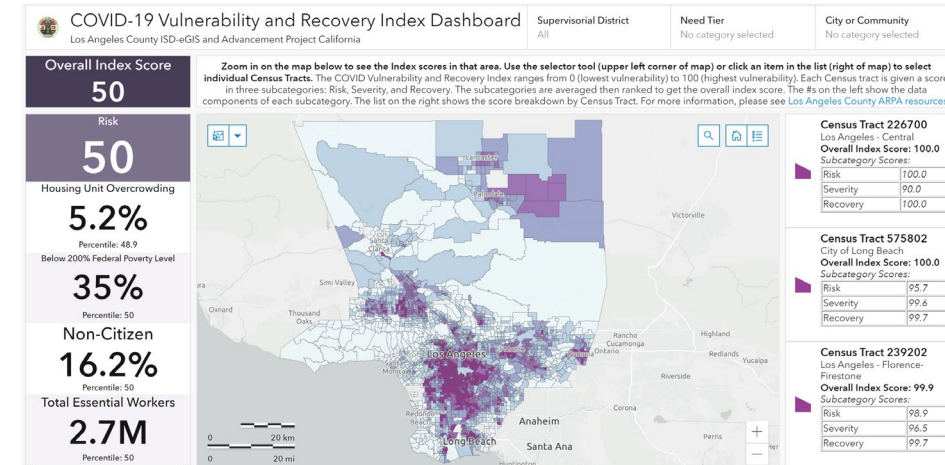 COVID-19 Vulnerability and Recovery Index Dashboard
Los Angeles County ISD-eGIS and Advancement Project California
Supervisorial District
All
Need Tier
No category selected
City or Community
No category selected
Overall Index Score
50
Zoom in on the map below to see the Index scores in that area. Use the selector tool (upper left corner of map) or click an item in the list (right of map) to select
individual Census Tracts. The COVID Vulnerability and Recovery Index ranges from 0 (lowest vulnerability) to 100 (highest vulnerability). Each Census tract is given a score
in three subcategories: Risk, Severity, and Recovery. The subcategories are averaged then ranked to get the overall index score. The #s on the left show the data
components of each subcategory. The list on the right shows the score breakdown by Census Tract. For more information, please see Los Angeles County ARPA resources
Risk
50
Housing Unit Overcrowding
5.2%
Percentile: 48.9
Below 200% Federal Poverty Level
35%
Percentile: 50
Non-Citizen
16.2%
Percentile: 50
Total Essential Workers
2.7M
Percentile: 50
Lancaster
Palmdale
Victorville
Santa
Clarita
Simi Valley
Oxnard
Thousand
Oaks
Los Angeles
Santa
Monica
Rancho
Cucamonga
Highland
Ontario
Redlands
Yucaipa
Riverside
Redondo
Beach
Anaheim
Corona
Long Beach
Santa Ana
Perris
Huntington
0 20 km
0 20 mi
Census Tract 226700
Los Angeles - Central
Overall Index Score: 100.0
Subcategory Scores:
Risk 100.0
Severity 90.0
Recovery 100.0
Census Tract 575802
City of Long Beach
Overall Index Score: 100.0
Subcategory Scores:
Risk 95.7
Severity 99.6
Recovery 99.7
Census Tract 239202
Los Angeles - Florence-
Firestone
Overall Index Score: 99.9
Subcategory Scores:
Risk 98.9
Severity 96.5
Recovery 99.7